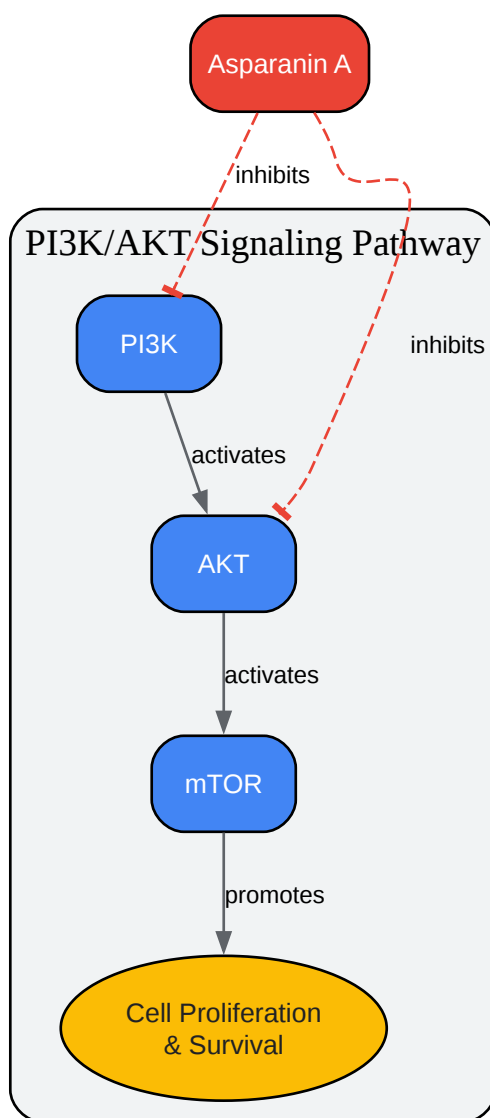 Asparanin A
inhibits
PI3K/AKT Signaling Pathway
PI3K
inhibits
activates
AKT
activates
mTOR
promotes
Cell Proliferation
& Survival